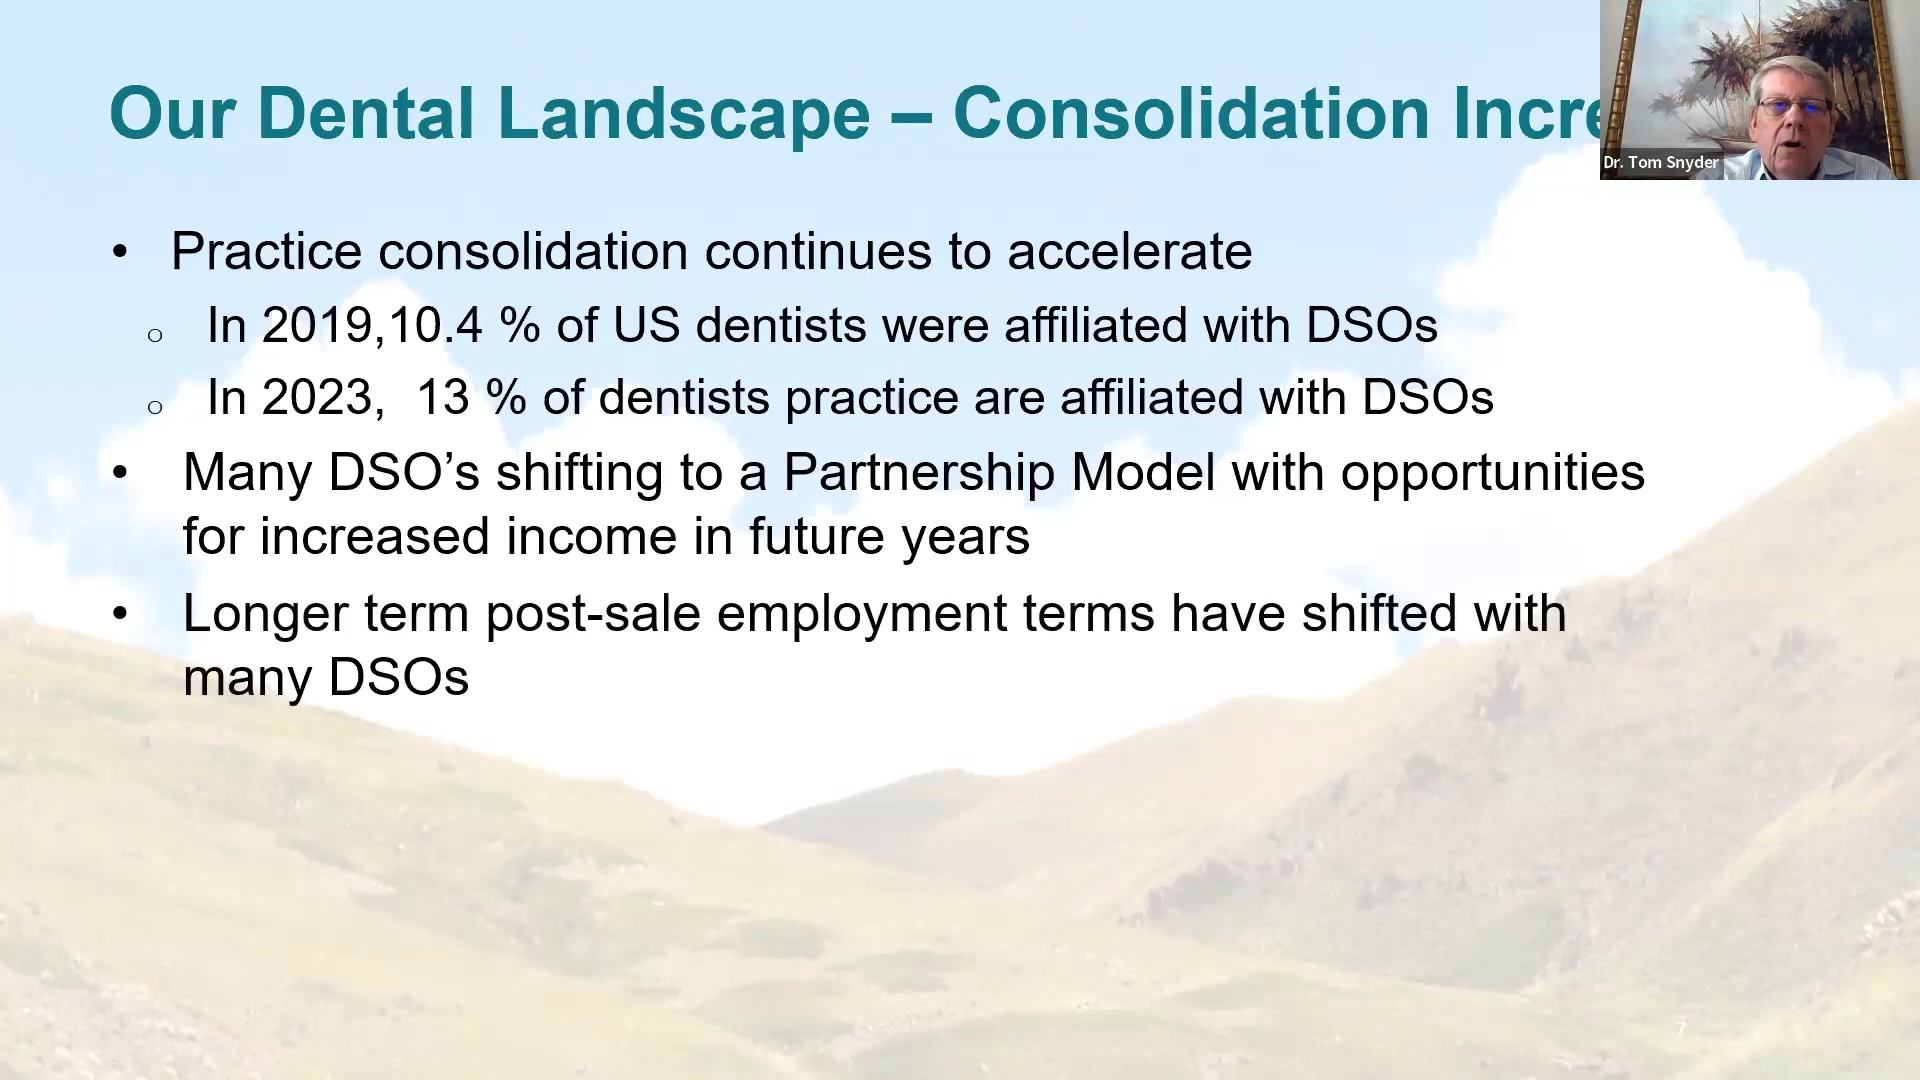 Our Dental Landscape – Consolidation Incre
Dr. Tom Snyder
• Practice consolidation continues to accelerate
o In 2019,10.4 % of US dentists were affiliated with DSOs
o In 2023, 13 % of dentists practice are affiliated with DSOs
• Many DSO’s shifting to a Partnership Model with opportunities
for increased income in future years
• Longer term post-sale employment terms have shifted with
many DSOs
7